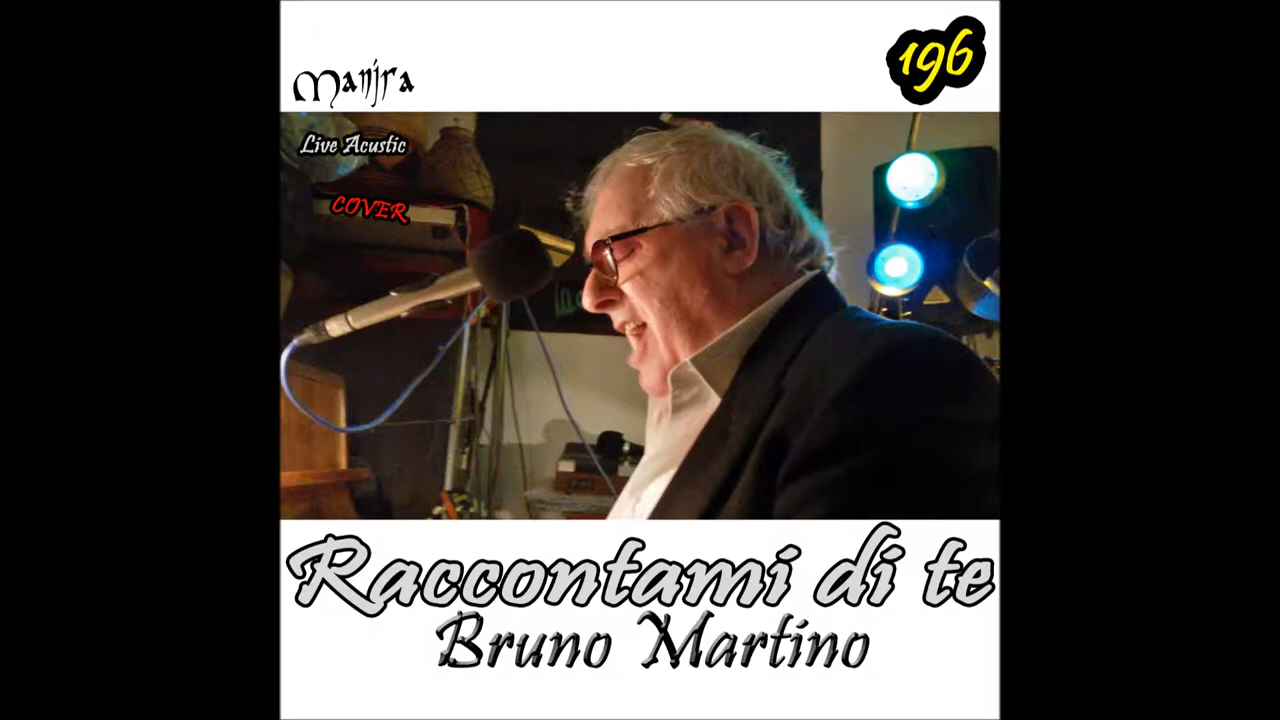 Manjra
196
Live Acustic
COVER
Raccontami di te
Bruno Martino